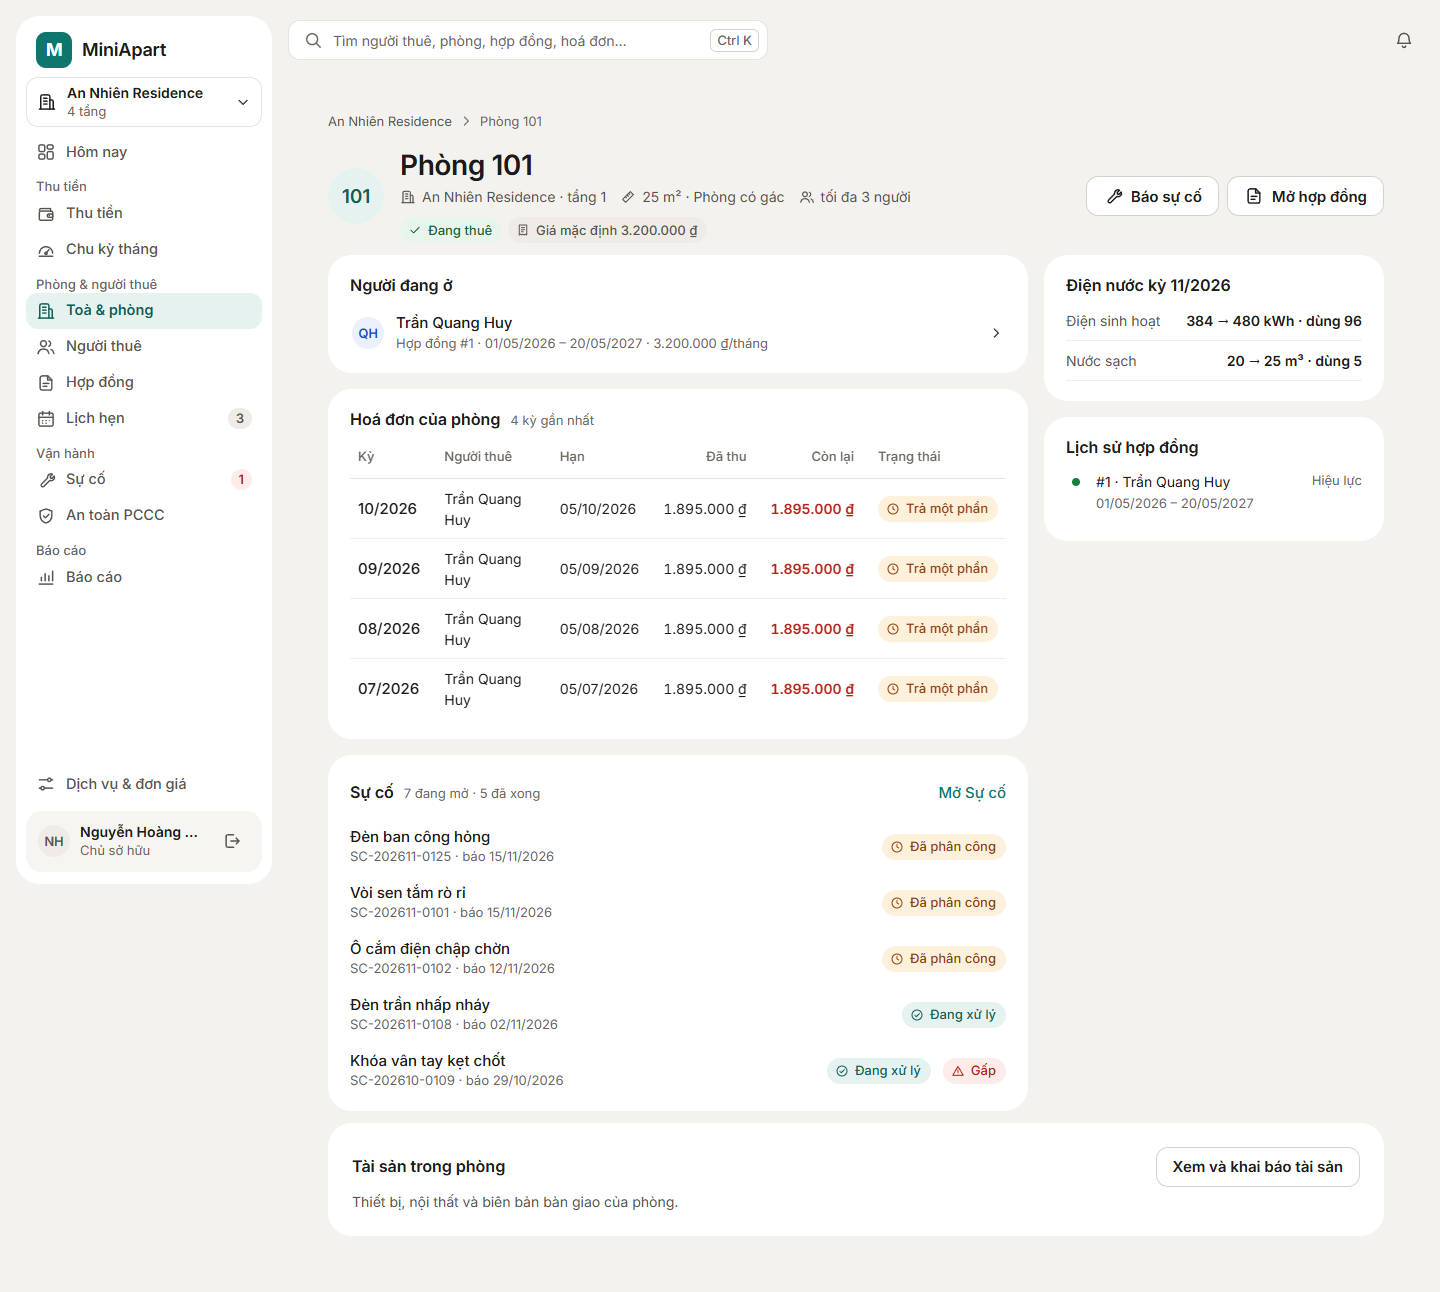 M MiniApart
An Nhiên Residence
4 tầng
Hôm nay
Thu tiền
Thu tiền
Chu kỳ tháng
Phòng & người thuê
Toà & phòng
Người thuê
Hợp đồng
Lịch hẹn 3
Vận hành
Sự cố 1
An toàn PCCC
Báo cáo
Báo cáo
Dịch vụ & đơn giá
NH Nguyễn Hoàng ...
Chủ sở hữu
Tìm người thuê, phòng, hợp đồng, hoá đơn... Ctrl K
An Nhiên Residence > Phòng 101
101
Phòng 101
An Nhiên Residence · tầng 1 25 m² · Phòng có gác tối đa 3 người
Đang thuê Giá mặc định 3.200.000 ₫
Báo sự cố Mở hợp đồng
Người đang ở
QH Trần Quang Huy
Hợp đồng #1 · 01/05/2026 – 20/05/2027 · 3.200.000 ₫/tháng
Hoá đơn của phòng 4 kỳ gần nhất
Kỳ Người thuê Hạn Đã thu Còn lại Trạng thái
10/2026 Trần Quang Huy 05/10/2026 1.895.000 ₫ 1.895.000 ₫ Trả một phần
09/2026 Trần Quang Huy 05/09/2026 1.895.000 ₫ 1.895.000 ₫ Trả một phần
08/2026 Trần Quang Huy 05/08/2026 1.895.000 ₫ 1.895.000 ₫ Trả một phần
07/2026 Trần Quang Huy 05/07/2026 1.895.000 ₫ 1.895.000 ₫ Trả một phần
Sự cố 7 đang mở · 5 đã xong Mở Sự cố
Đèn ban công hỏng
SC-202611-0125 · báo 15/11/2026 Đã phân công
Vòi sen tắm rò rỉ
SC-202611-0101 · báo 15/11/2026 Đã phân công
Ổ cắm điện chập chờn
SC-202611-0102 · báo 12/11/2026 Đã phân công
Đèn trần nhấp nháy
SC-202611-0108 · báo 02/11/2026 Đang xử lý
Khóa vân tay kẹt chốt
SC-202610-0109 · báo 29/10/2026 Đang xử lý Gấp
Điện nước kỳ 11/2026
Điện sinh hoạt 384 → 480 kWh · dùng 96
Nước sạch 20 → 25 m³ · dùng 5
Lịch sử hợp đồng
#1 · Trần Quang Huy Hiệu lực
01/05/2026 – 20/05/2027
Tài sản trong phòng Xem và khai báo tài sản
Thiết bị, nội thất và biên bản bàn giao của phòng.